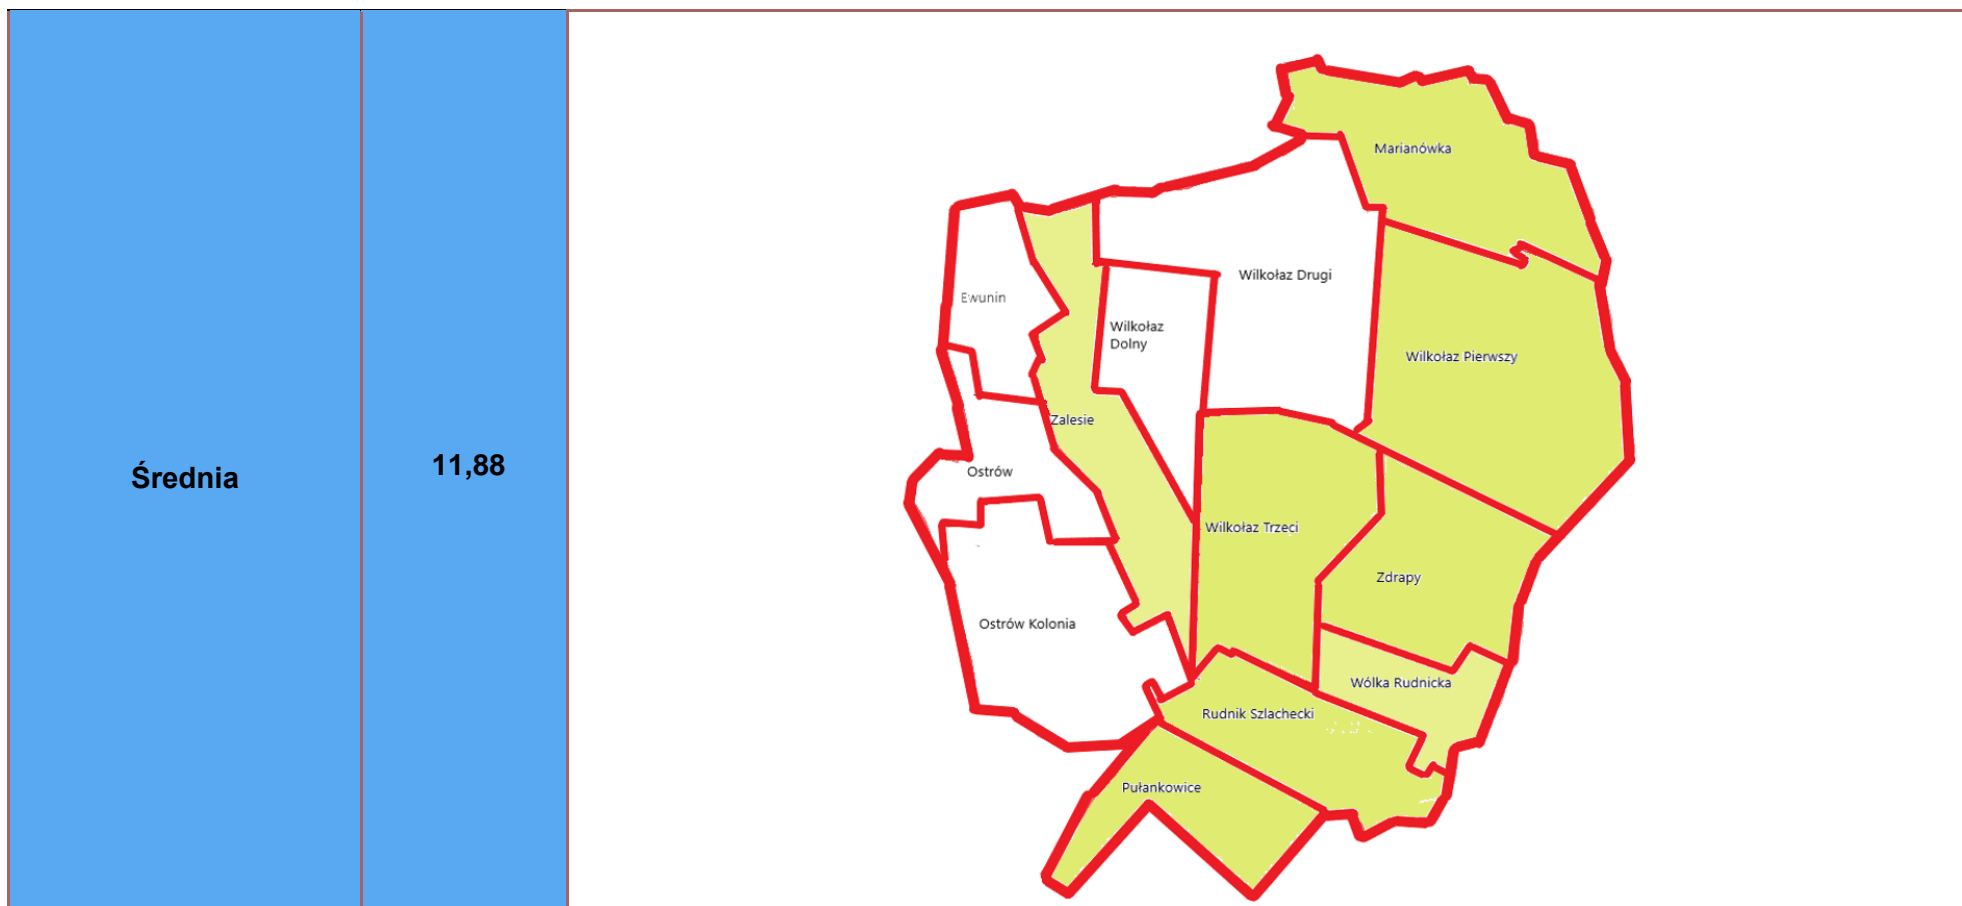 Średnia
11,88
Marianówka
Wilkołaz Drugi
Ewunin
Wilkołaz
Dolny
Wilkołaz Pierwszy
Zalesie
Ostrów
Wilkołaz Trzeci
Zdrapy
Ostrów Kolonia
Wólka Rudnicka
Rudnik Szlachecki
Pułankowice